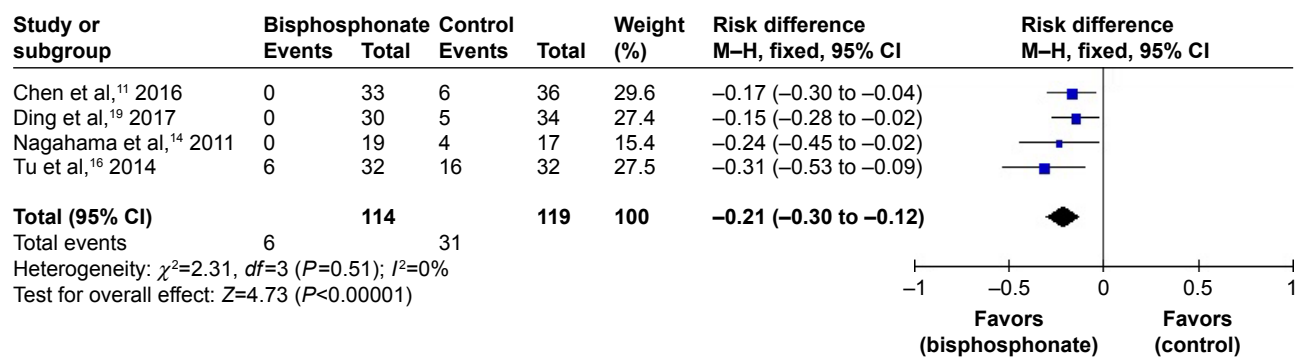 Study or Bisphosphonate Control Weight Risk difference Risk difference
subgroup Events Total Events Total (%) M–H, fixed, 95% CI M–H, fixed, 95% CI
Chen et al,¹¹ 2016 0 33 6 36 29.6 –0.17 (–0.30 to –0.04)
Ding et al,¹⁹ 2017 0 30 5 34 27.4 –0.15 (–0.28 to –0.02)
Nagahama et al,¹⁴ 2011 0 19 4 17 15.4 –0.24 (–0.45 to –0.02)
Tu et al,¹⁶ 2014 6 32 16 32 27.5 –0.31 (–0.53 to –0.09)
Total (95% CI) 114 119 100 –0.21 (–0.30 to –0.12)
Total events 6 31
Heterogeneity: χ²=2.31, df=3 (P=0.51); I²=0%
Test for overall effect: Z=4.73 (P<0.00001)
–1 –0.5 0 0.5 1
Favors Favors
(bisphosphonate) (control)